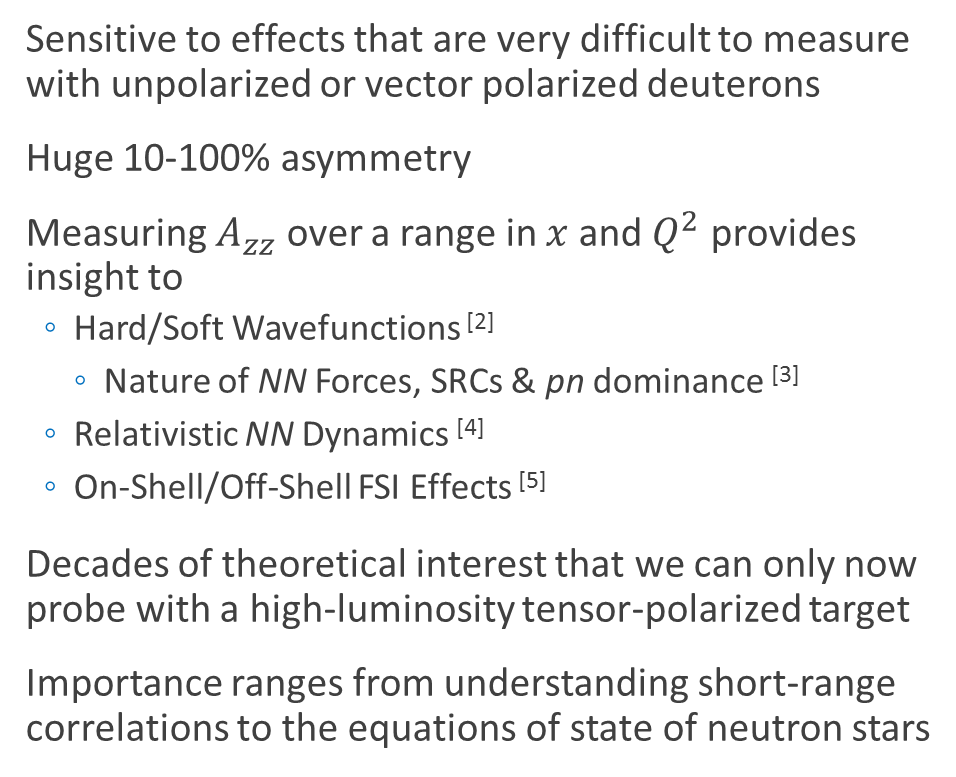 Sensitive to effects that are very difficult to measure
with unpolarized or vector polarized deuterons
Huge 10-100% asymmetry
Measuring A_zz over a range in x and Q² provides
insight to
◦ Hard/Soft Wavefunctions [2]
◦ Nature of NN Forces, SRCs & pn dominance [3]
◦ Relativistic NN Dynamics [4]
◦ On-Shell/Off-Shell FSI Effects [5]
Decades of theoretical interest that we can only now
probe with a high-luminosity tensor-polarized target
Importance ranges from understanding short-range
correlations to the equations of state of neutron stars